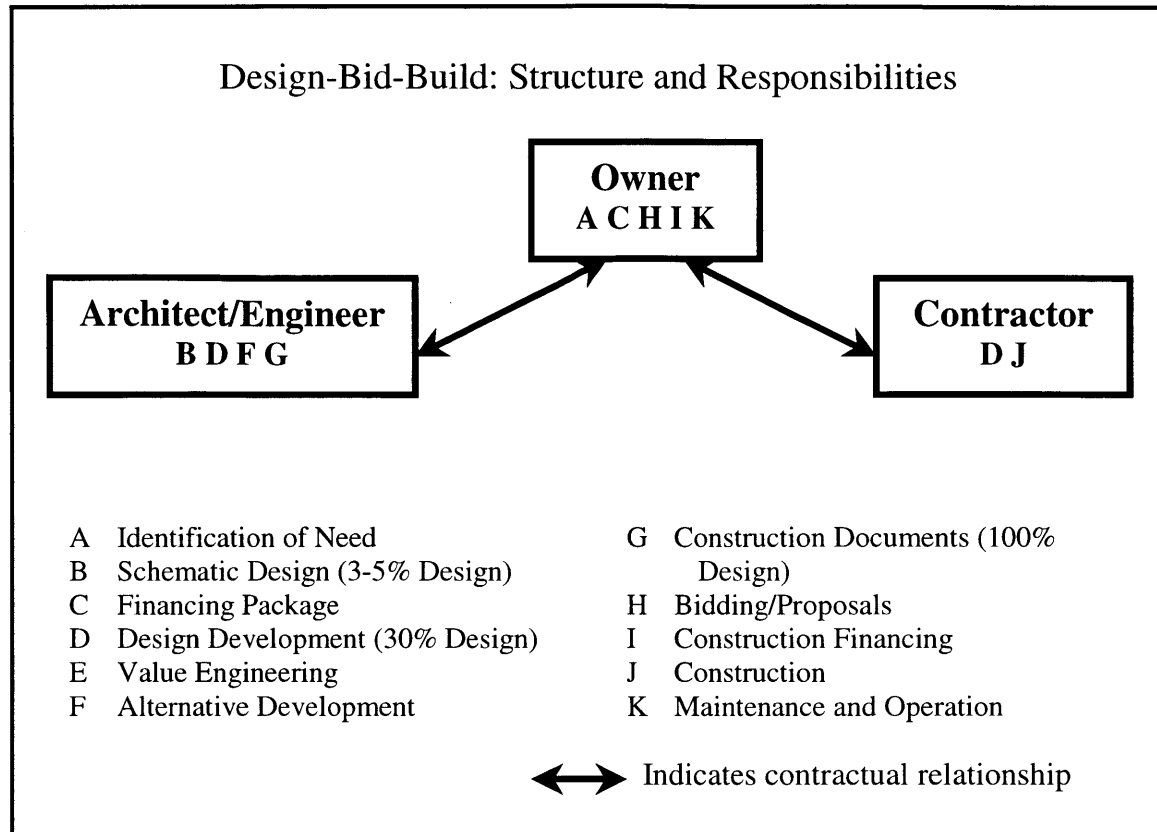 Design-Bid-Build: Structure and Responsibilities
Owner
A C H I K
Architect/Engineer
B D F G
Contractor
D J
A Identification of Need
B Schematic Design (3-5% Design)
C Financing Package
D Design Development (30% Design)
E Value Engineering
F Alternative Development
G Construction Documents (100%
Design)
H Bidding/Proposals
I Construction Financing
J Construction
K Maintenance and Operation
Indicates contractual relationship